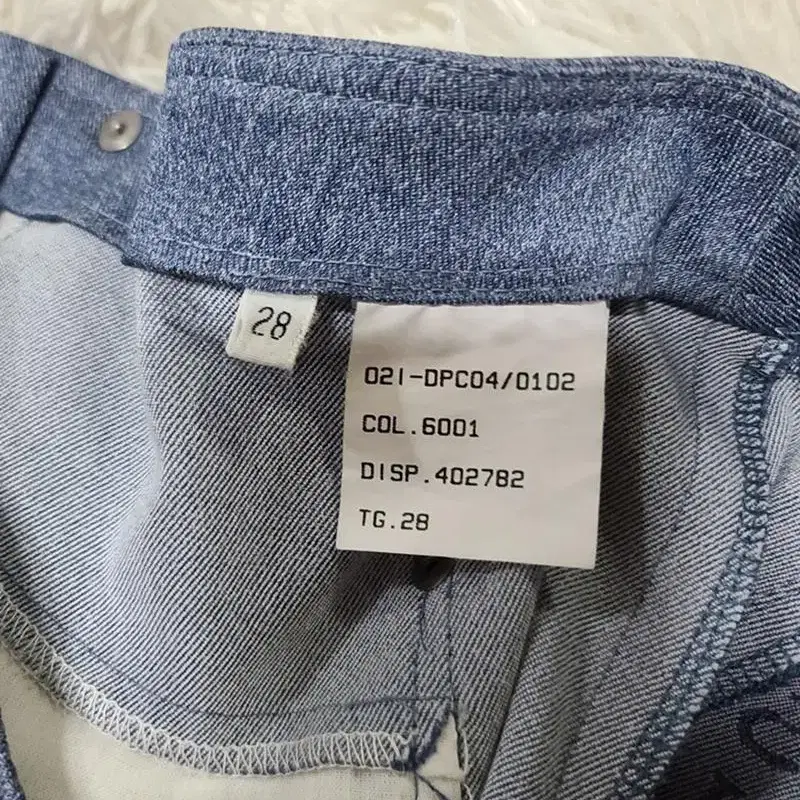 28
021-DPC04/0102
COL.6001
DISP.402782
TG.28